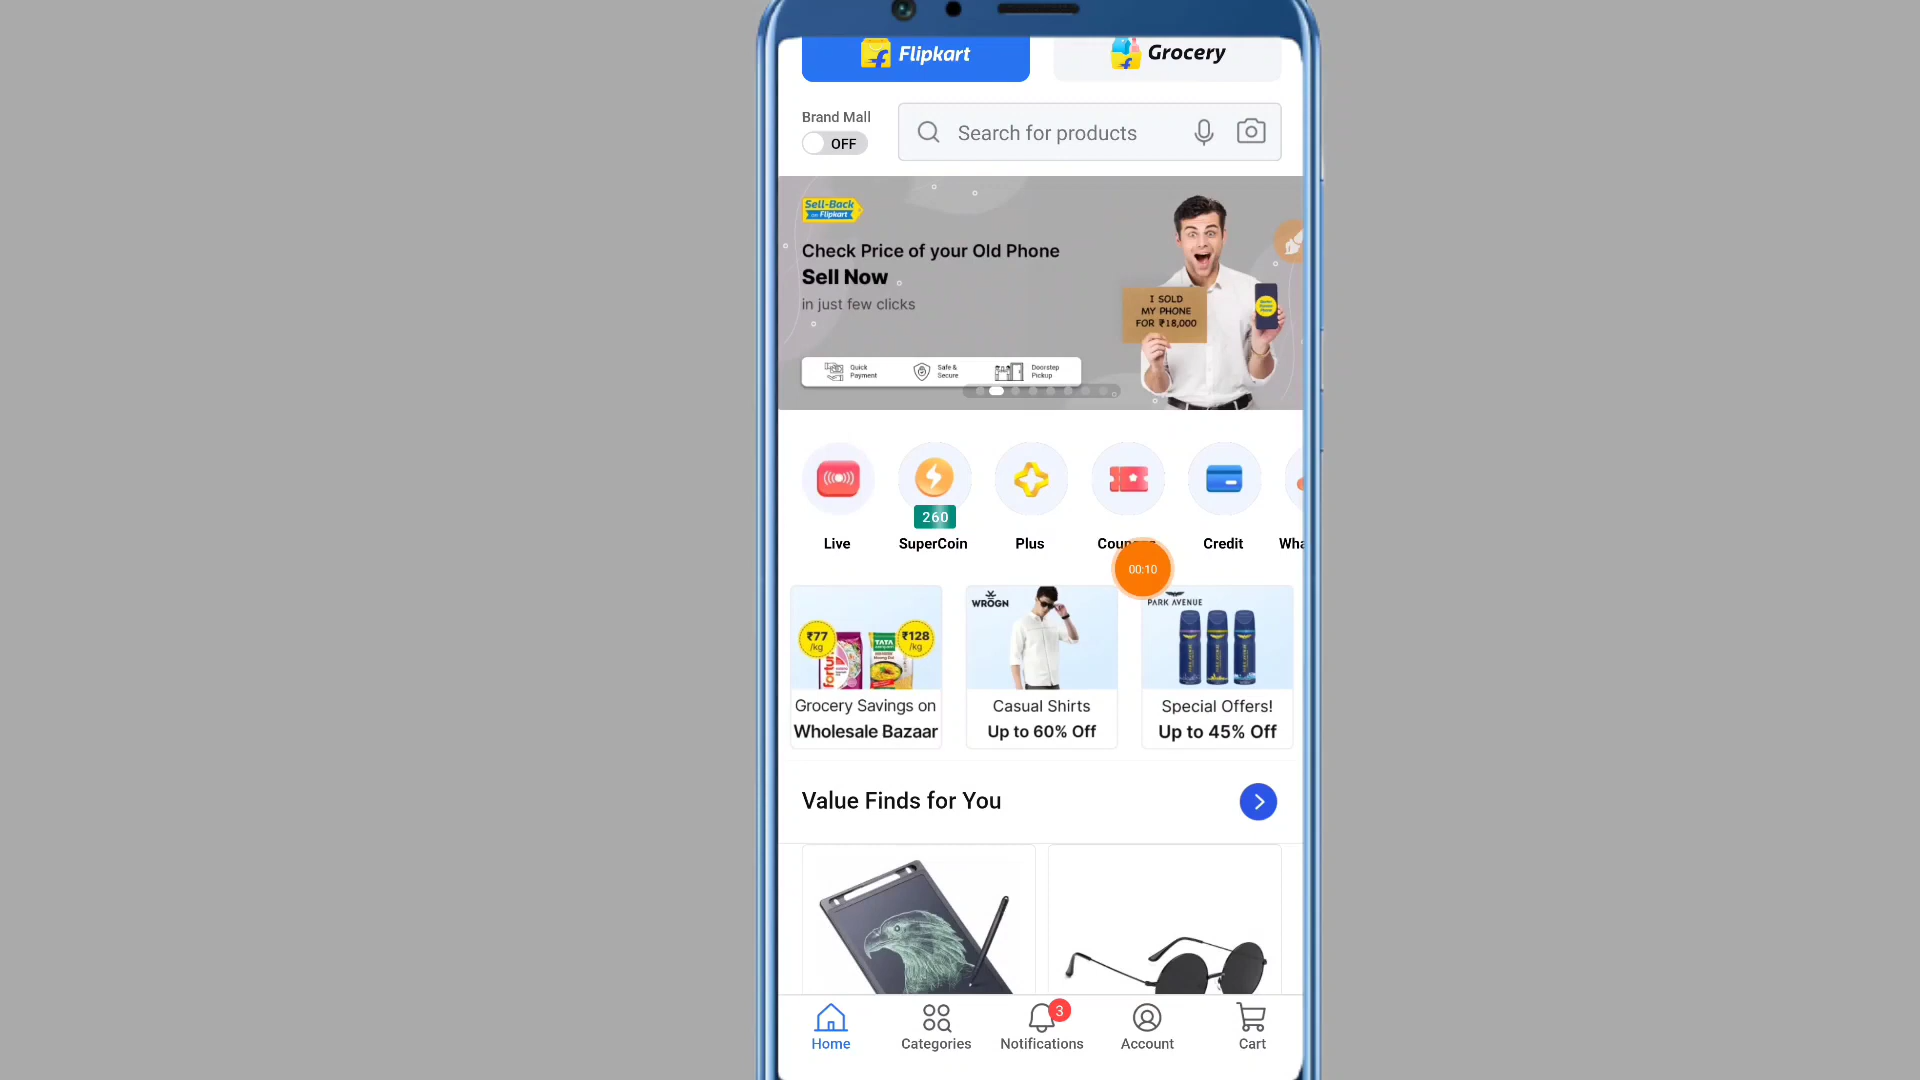 Flipkart
Grocery
Brand Mall
OFF
Search for products
Sell-Back
on Flipkart
Check Price of your Old Phone
Sell Now
in just few clicks
I SOLD
MY PHONE
FOR ₹18,000
Quick
Payment
Safe &
Secure
Doorstep
Pickup
260
Live
SuperCoin
Plus
Credit
00:10
₹77
/kg
₹128
/kg
TATA
WROGN
PARK AVENUE
Grocery Savings on
Wholesale Bazaar
Casual Shirts
Up to 60% Off
Special Offers!
Up to 45% Off
Value Finds for You
3
Home
Categories
Notifications
Account
Cart